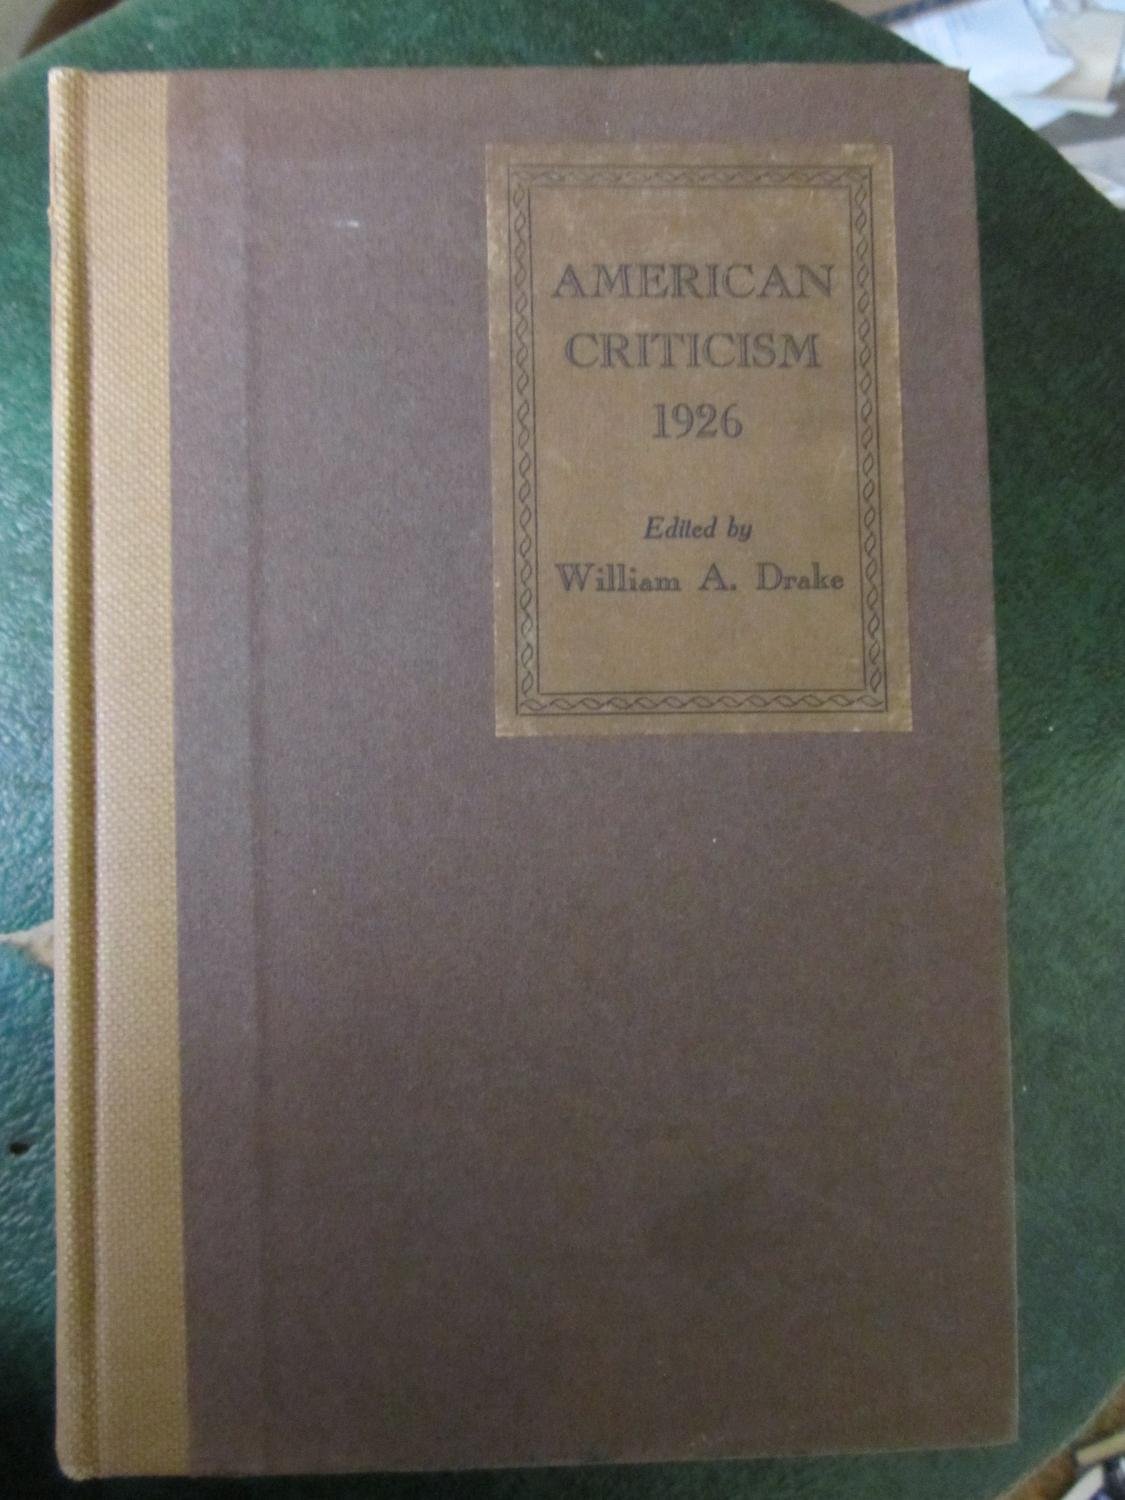 AMERICAN
CRITICISM
1926
Edited by
William A. Drake